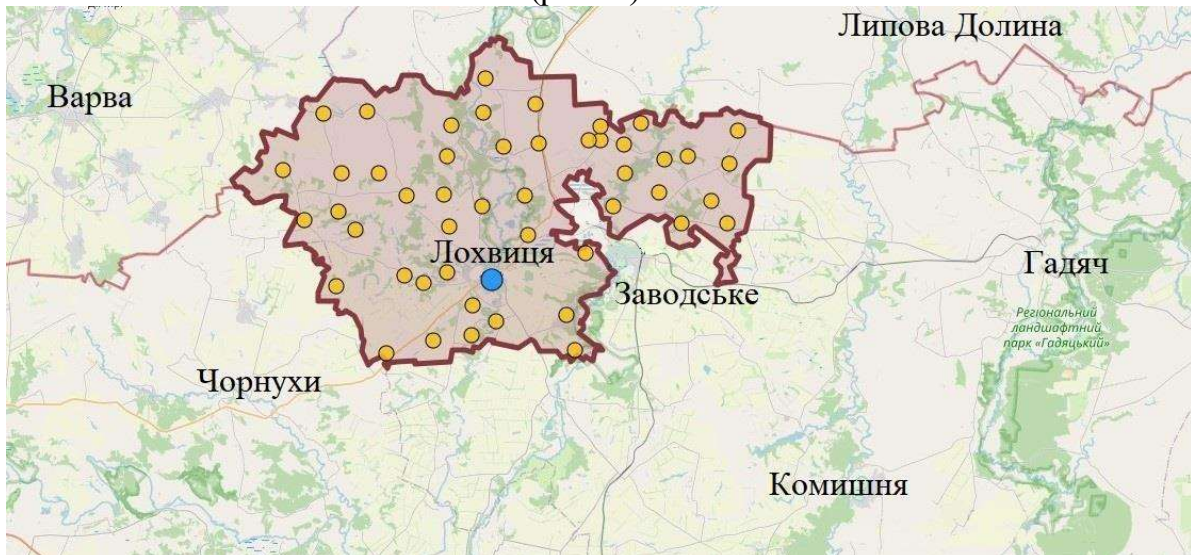 Липова Долина
Варва
Лохвиця
Гадяч
Заводське
Регіональний
ландшафтний
парк «Гадяцький»
Чорнухи
Комишня